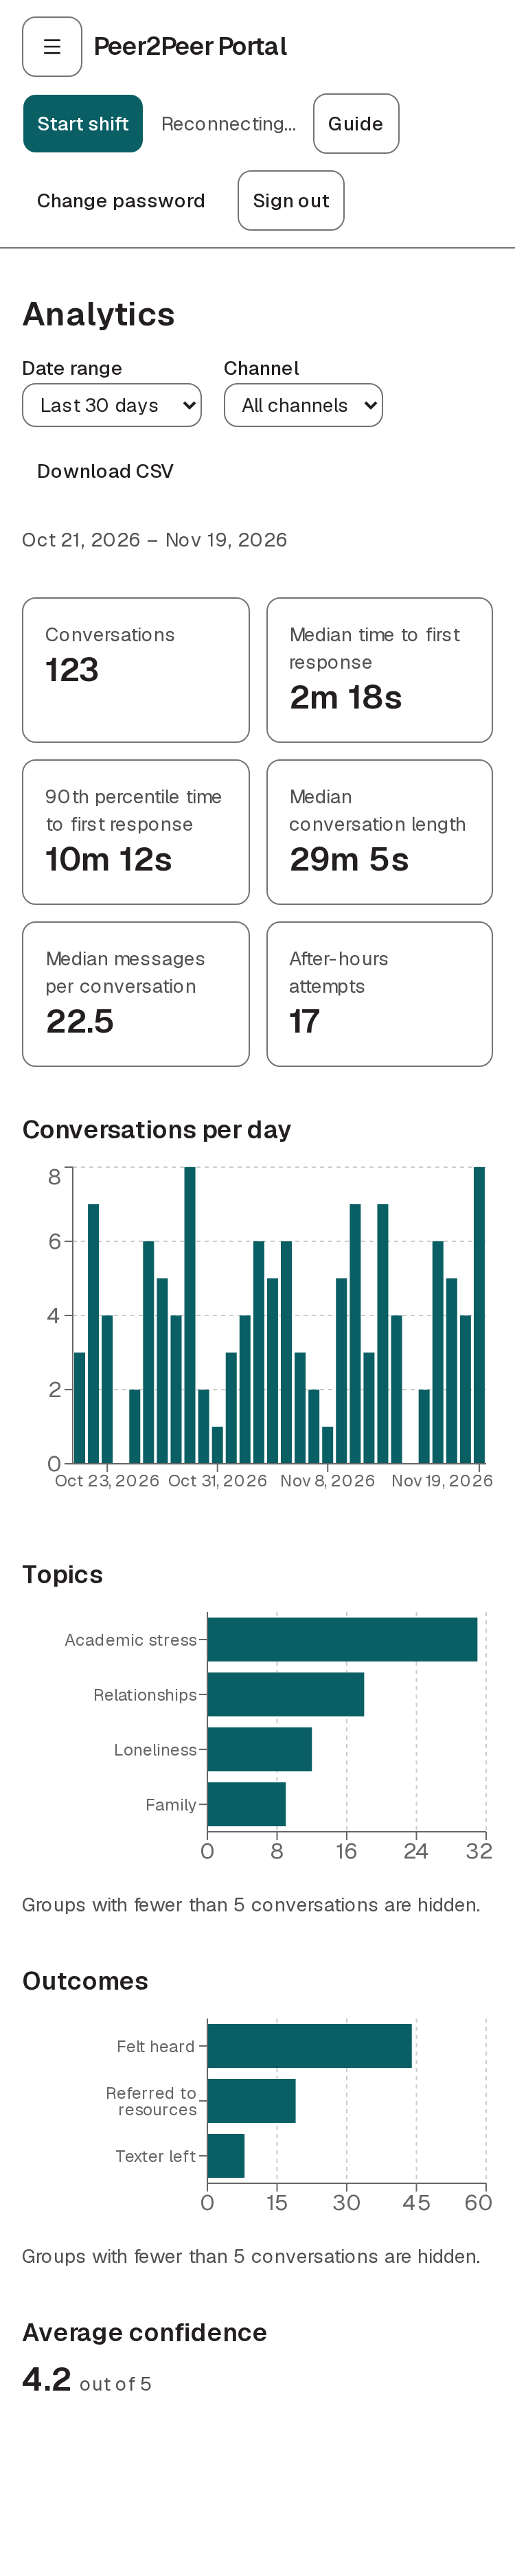 Peer2Peer Portal
Start shift
Reconnecting...
Guide
Change password
Sign out
Analytics
Date range
Channel
Last 30 days
All channels
Download CSV
Oct 21, 2026 – Nov 19, 2026
Conversations
123
Median time to first
response
2m 18s
90th percentile time
to first response
10m 12s
Median
conversation length
29m 5s
Median messages
per conversation
22.5
After-hours
attempts
17
Conversations per day
8
6
4
2
0
Oct 23, 2026
Oct 31, 2026
Nov 8, 2026
Nov 19, 2026
Topics
Academic stress
Relationships
Loneliness
Family
0
8
16
24
32
Groups with fewer than 5 conversations are hidden.
Outcomes
Felt heard
Referred to
resources
Texter left
0
15
30
45
60
Groups with fewer than 5 conversations are hidden.
Average confidence
4.2 out of 5